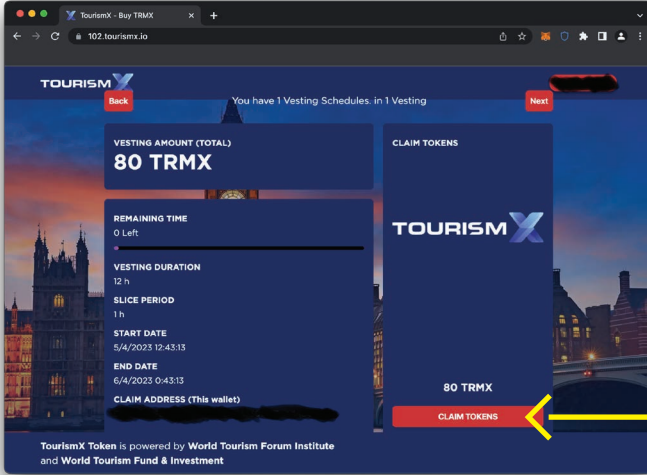 TourismX - Buy TRMX
102.tourismx.io
TOURISMX
Back
You have 1 Vesting Schedules. in 1 Vesting
Next
VESTING AMOUNT (TOTAL)
80 TRMX
REMAINING TIME
0 Left
VESTING DURATION
12 h
SLICE PERIOD
1 h
START DATE
5/4/2023 12:43:13
END DATE
6/4/2023 0:43:13
CLAIM ADDRESS (This wallet)
CLAIM TOKENS
TOURISMX
80 TRMX
CLAIM TOKENS
TourismX Token is powered by World Tourism Forum Institute
and World Tourism Fund & Investment